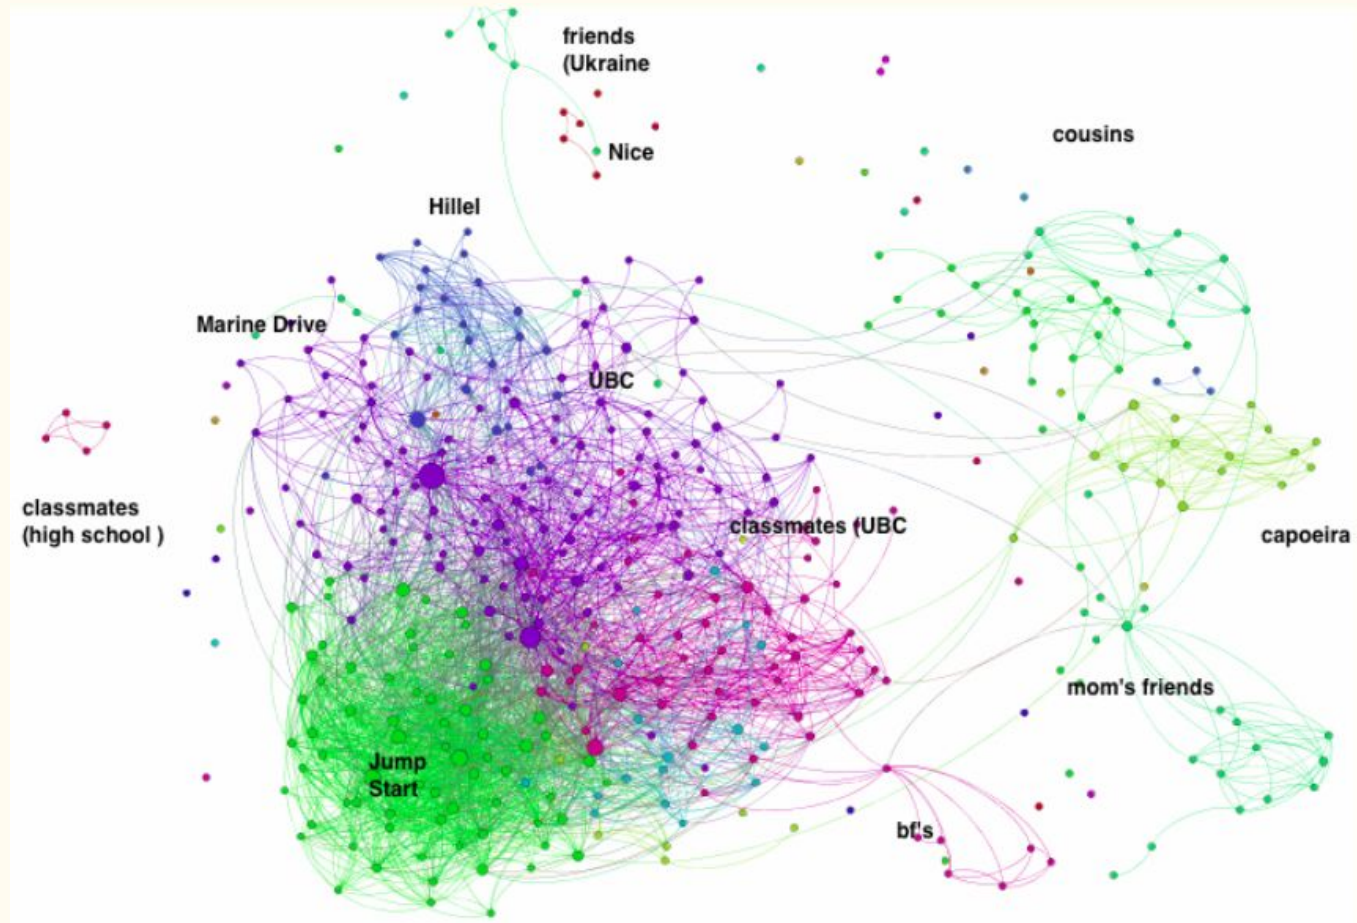 friends
(Ukraine
Nice
cousins
Hillel
Marine Drive
UBC
classmates
(high school )
classmates (UBC
capoeira
mom's friends
Jump
Start
bf's